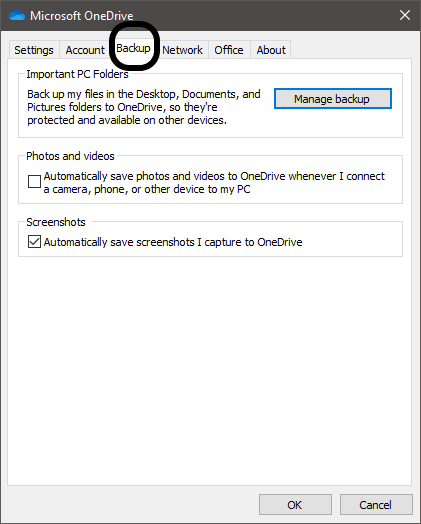 Microsoft OneDrive
Settings Account Backup Network Office About
Important PC Folders
Back up my files in the Desktop, Documents, and
Pictures folders to OneDrive, so they're
protected and available on other devices.
Manage backup
Photos and videos
Automatically save photos and videos to OneDrive whenever I connect
a camera, phone, or other device to my PC
Screenshots
Automatically save screenshots I capture to OneDrive
OK Cancel